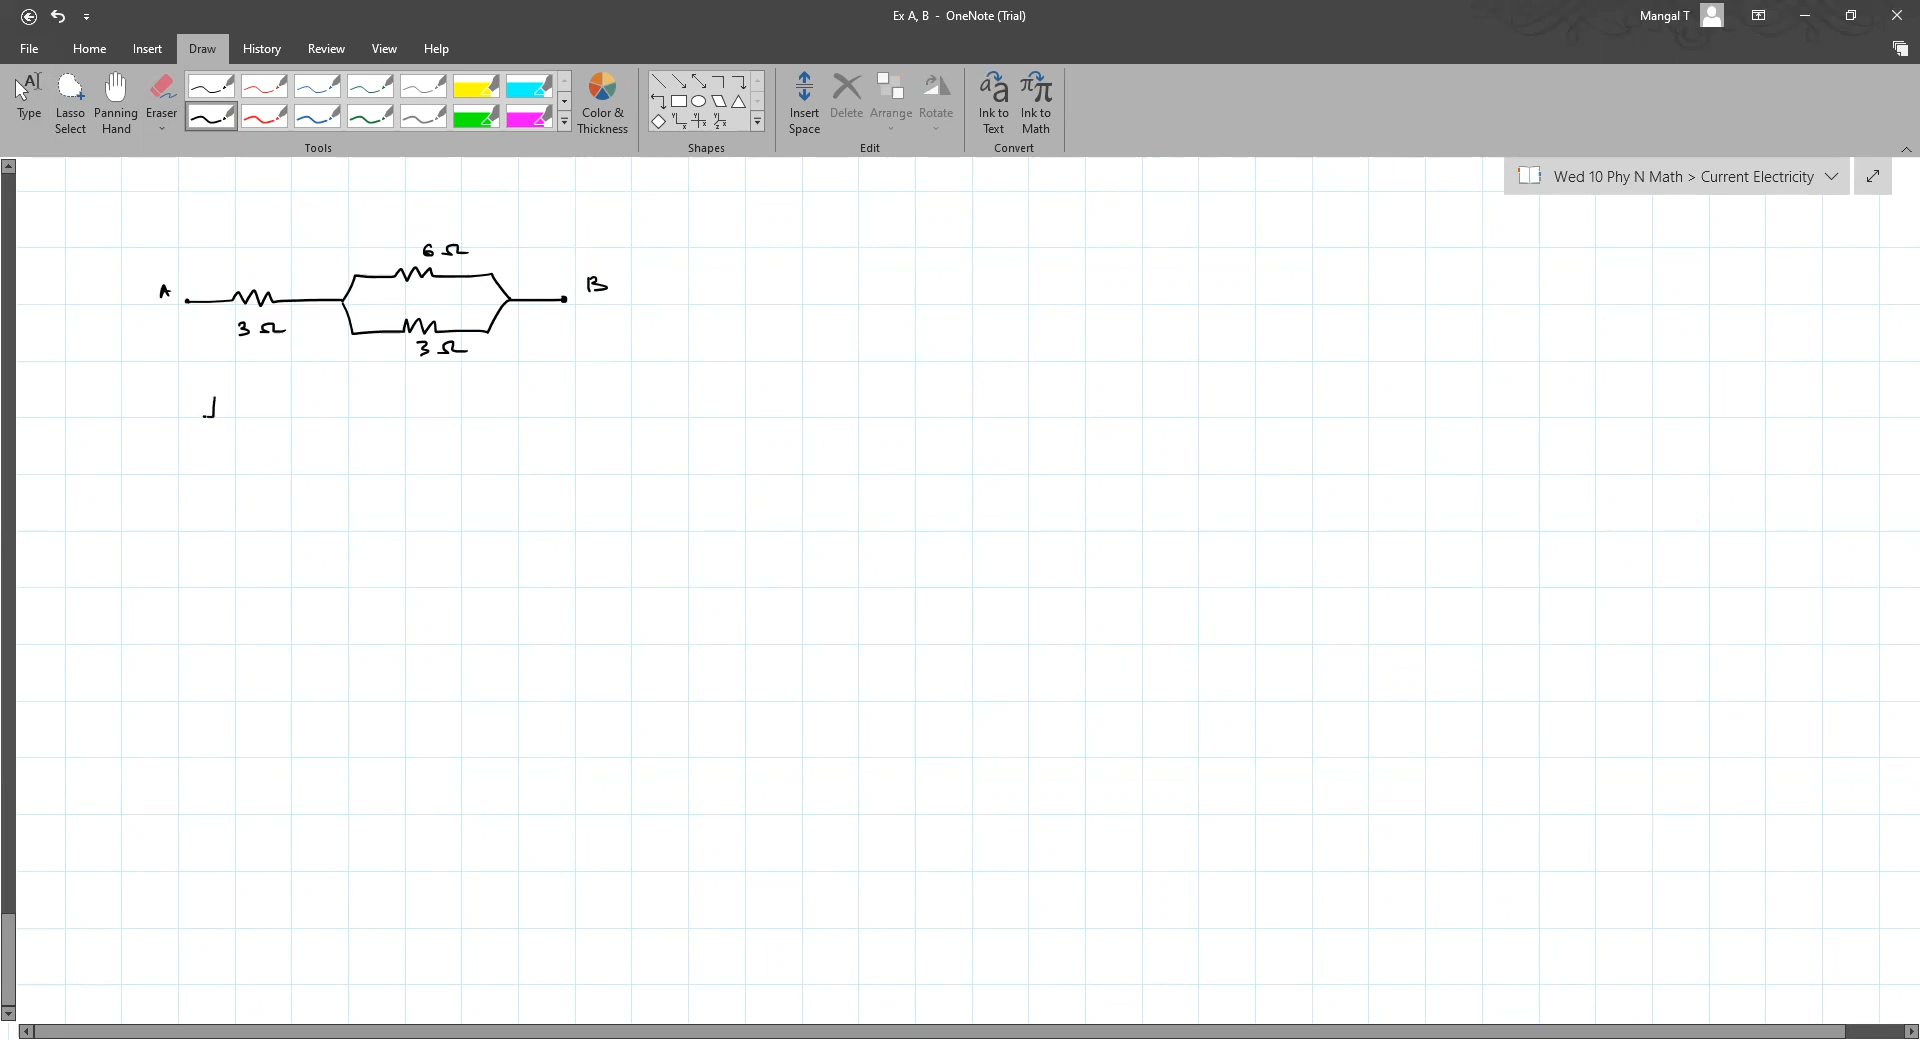 Ex A, B - OneNote (Trial)
Mangal T
File Home Insert Draw History Review View Help
Type
Lasso Select
Panning Hand
Eraser
Color & Thickness
Insert Space
Delete
Arrange
Rotate
Ink to Text
Ink to Math
Tools
Shapes
Edit
Convert
Wed 10 Phy N Math > Current Electricity
6 Ω
A
B
3 Ω
3 Ω